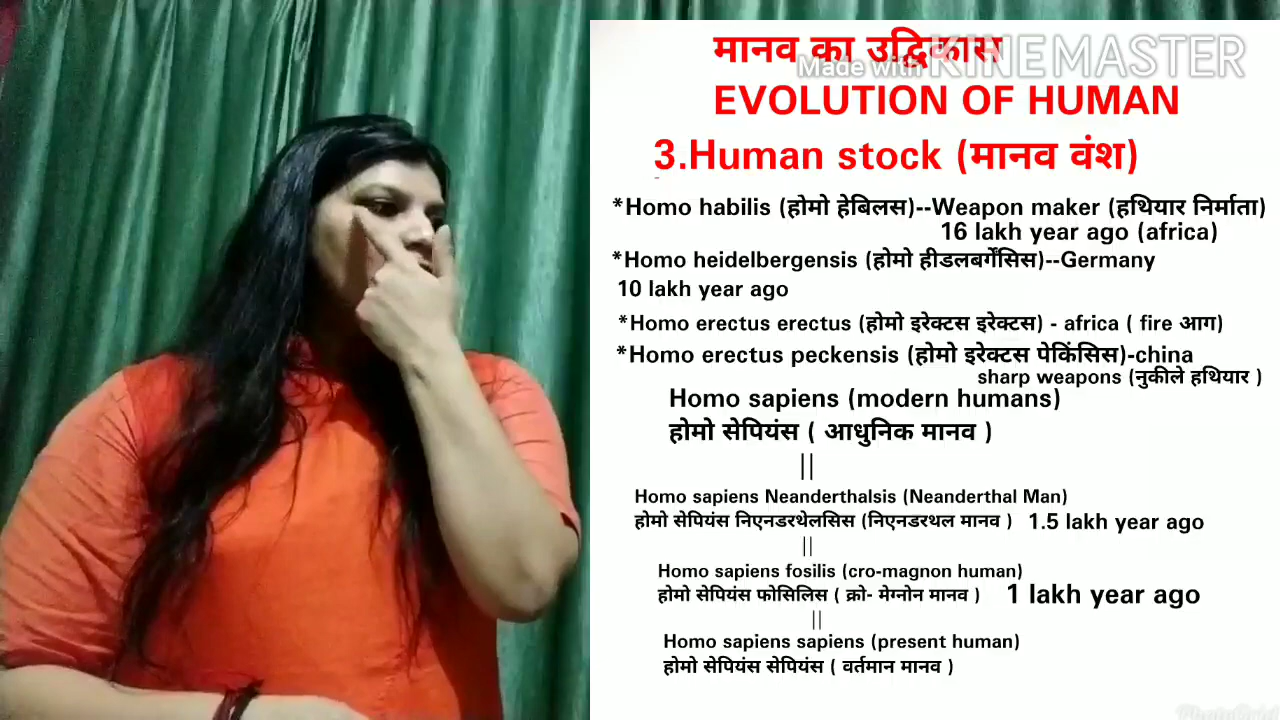 मानव का उद्विकास
Made with KINEMASTER
EVOLUTION OF HUMAN
3.Human stock (मानव वंश)
*Homo habilis (होमो हेबिलस)--Weapon maker (हथियार निर्माता)
16 lakh year ago (africa)
*Homo heidelbergensis (होमो हीडलबर्गेंसिस)--Germany
10 lakh year ago
*Homo erectus erectus (होमो इरेक्टस इरेक्टस) - africa ( fire आग)
*Homo erectus peckensis (होमो इरेक्टस पेकिंसिस)-china
sharp weapons (नुकीले हथियार )
Homo sapiens (modern humans)
होमो सेपियंस ( आधुनिक मानव )
||
Homo sapiens Neanderthalsis (Neanderthal Man)
होमो सेपियंस निएनडरथेलसिस (निएनडरथल मानव ) 1.5 lakh year ago
||
Homo sapiens fosilis (cro-magnon human)
होमो सेपियंस फोसिलिस ( क्रो- मेग्नोन मानव ) 1 lakh year ago
||
Homo sapiens sapiens (present human)
होमो सेपियंस सेपियंस ( वर्तमान मानव )
PhotoGrid